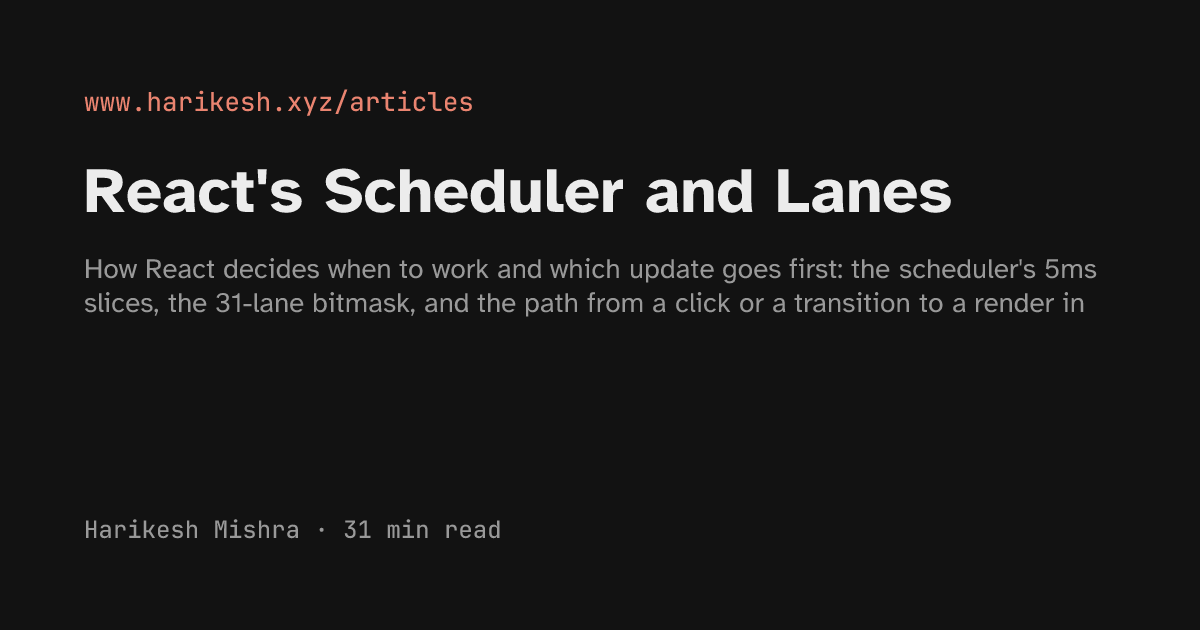 www.harikesh.xyz/articles
React's Scheduler and Lanes
How React decides when to work and which update goes first: the scheduler's 5ms
slices, the 31-lane bitmask, and the path from a click or a transition to a render in
Harikesh Mishra · 31 min read